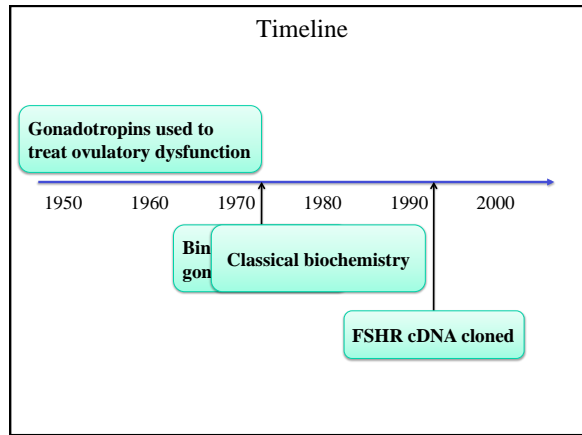 Timeline
Gonadotropins used to
treat ovulatory dysfunction
1950 1960 1970 1980 1990 2000
Classical biochemistry
FSHR cDNA cloned